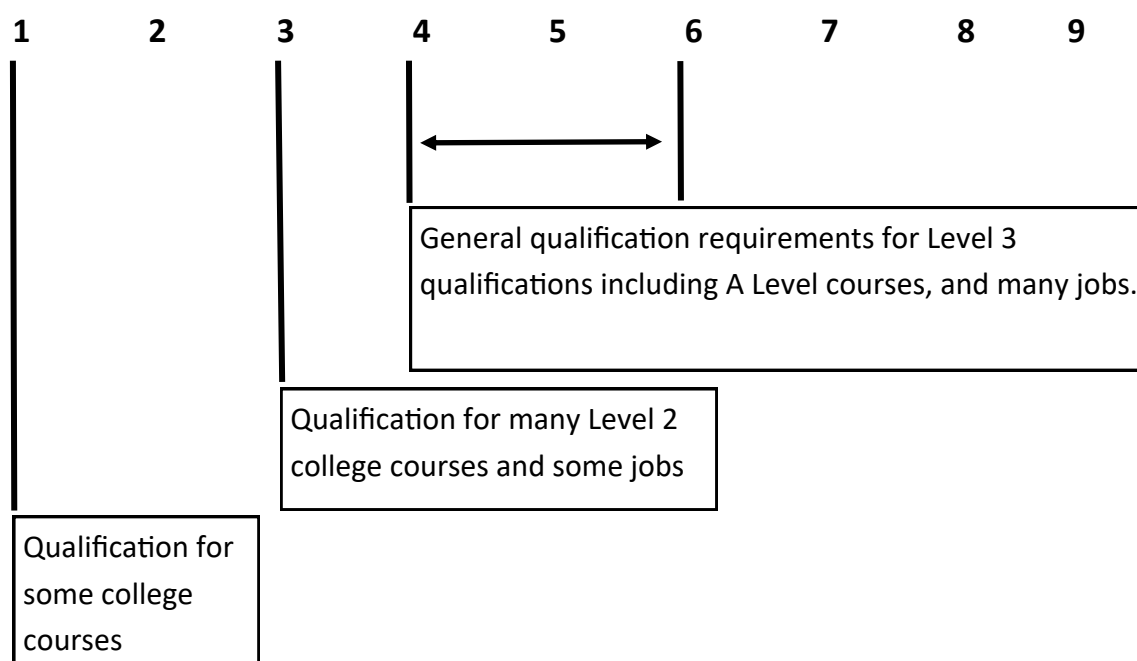 1 2 3 4 5 6 7 8 9
General qualification requirements for Level 3
qualifications including A Level courses, and many jobs.
Qualification for many Level 2
college courses and some jobs
Qualification for
some college
courses